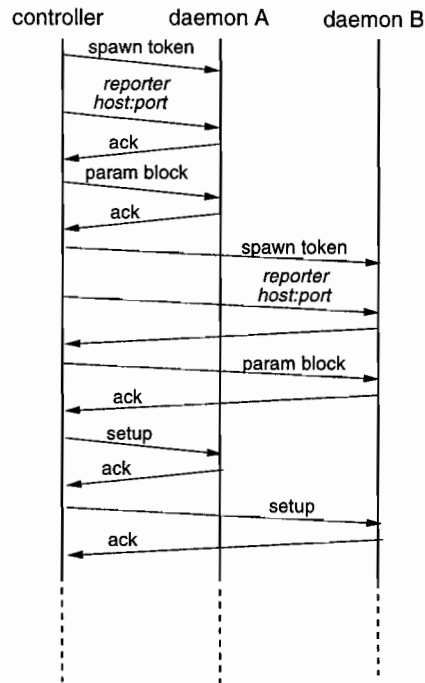 controller daemon A daemon B
spawn token
reporter
host:port
ack
param block
ack
spawn token
reporter
host:port
param block
ack
setup
ack
setup
ack